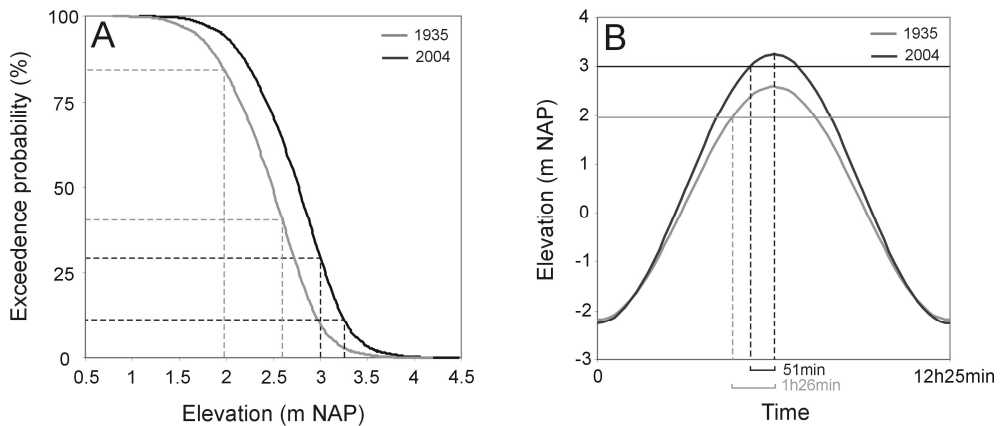 A
1935
2004
Exceedence probability (%)
100
75
50
25
0
0.5 1 1.5 2 2.5 3 3.5 4 4.5
Elevation (m NAP)
B
1935
2004
Elevation (m NAP)
4
3
2
1
0
-1
-2
-3
0 12h25min
51min
1h26min
Time